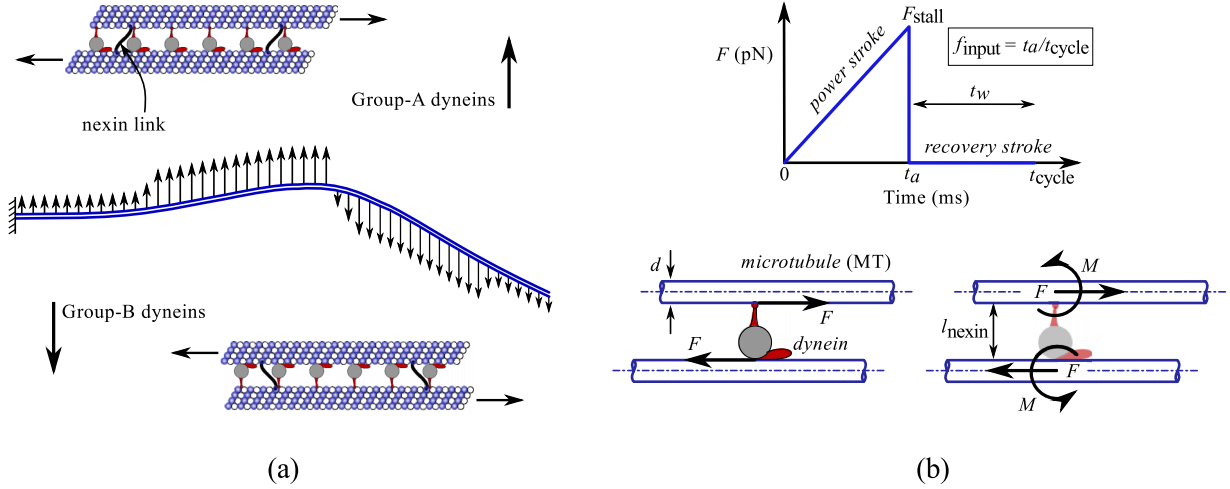 nexin link
Group-A dyneins
Group-B dyneins
(a)
F (pN)
F_stall
power stroke
f_input = t_a/t_cycle
t_w
recovery stroke
0
t_a
t_cycle
Time (ms)
d
microtubule (MT)
F
F
dynein
M
F
l_nexin
F
M
(b)